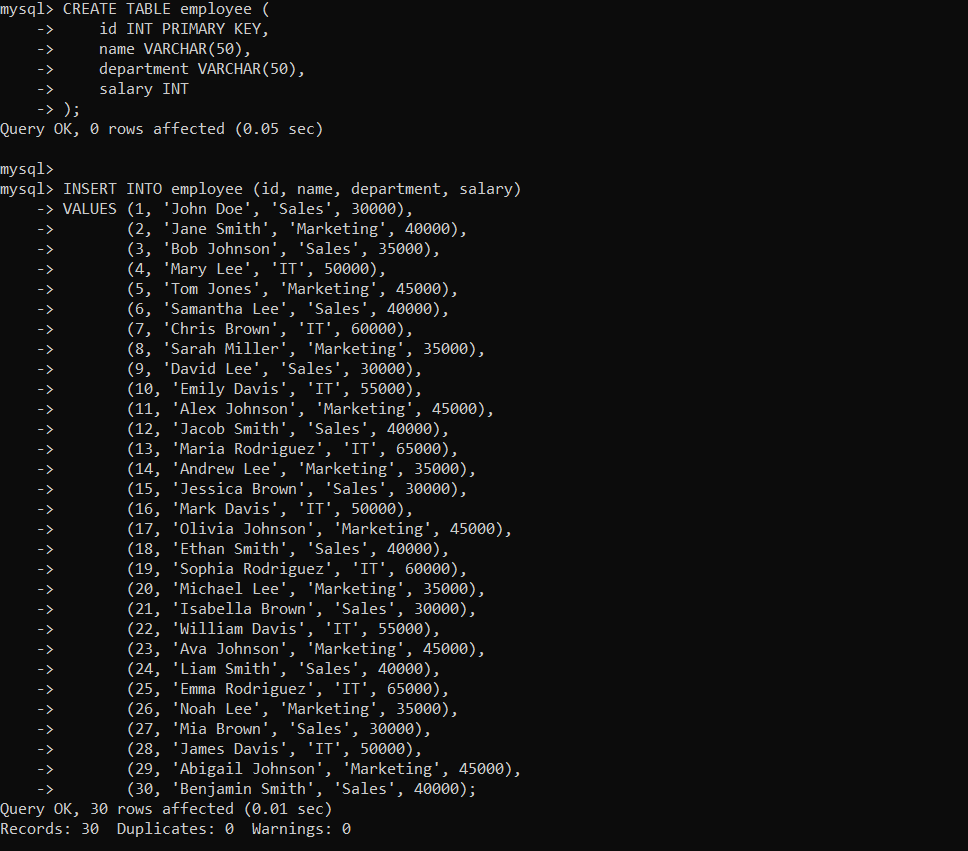 mysql> CREATE TABLE employee (
    ->     id INT PRIMARY KEY,
    ->     name VARCHAR(50),
    ->     department VARCHAR(50),
    ->     salary INT
    -> );
Query OK, 0 rows affected (0.05 sec)

mysql>
mysql> INSERT INTO employee (id, name, department, salary)
    -> VALUES (1, 'John Doe', 'Sales', 30000),
    ->        (2, 'Jane Smith', 'Marketing', 40000),
    ->        (3, 'Bob Johnson', 'Sales', 35000),
    ->        (4, 'Mary Lee', 'IT', 50000),
    ->        (5, 'Tom Jones', 'Marketing', 45000),
    ->        (6, 'Samantha Lee', 'Sales', 40000),
    ->        (7, 'Chris Brown', 'IT', 60000),
    ->        (8, 'Sarah Miller', 'Marketing', 35000),
    ->        (9, 'David Lee', 'Sales', 30000),
    ->        (10, 'Emily Davis', 'IT', 55000),
    ->        (11, 'Alex Johnson', 'Marketing', 45000),
    ->        (12, 'Jacob Smith', 'Sales', 40000),
    ->        (13, 'Maria Rodriguez', 'IT', 65000),
    ->        (14, 'Andrew Lee', 'Marketing', 35000),
    ->        (15, 'Jessica Brown', 'Sales', 30000),
    ->        (16, 'Mark Davis', 'IT', 50000),
    ->        (17, 'Olivia Johnson', 'Marketing', 45000),
    ->        (18, 'Ethan Smith', 'Sales', 40000),
    ->        (19, 'Sophia Rodriguez', 'IT', 60000),
    ->        (20, 'Michael Lee', 'Marketing', 35000),
    ->        (21, 'Isabella Brown', 'Sales', 30000),
    ->        (22, 'William Davis', 'IT', 55000),
    ->        (23, 'Ava Johnson', 'Marketing', 45000),
    ->        (24, 'Liam Smith', 'Sales', 40000),
    ->        (25, 'Emma Rodriguez', 'IT', 65000),
    ->        (26, 'Noah Lee', 'Marketing', 35000),
    ->        (27, 'Mia Brown', 'Sales', 30000),
    ->        (28, 'James Davis', 'IT', 50000),
    ->        (29, 'Abigail Johnson', 'Marketing', 45000),
    ->        (30, 'Benjamin Smith', 'Sales', 40000);
Query OK, 30 rows affected (0.01 sec)
Records: 30  Duplicates: 0  Warnings: 0